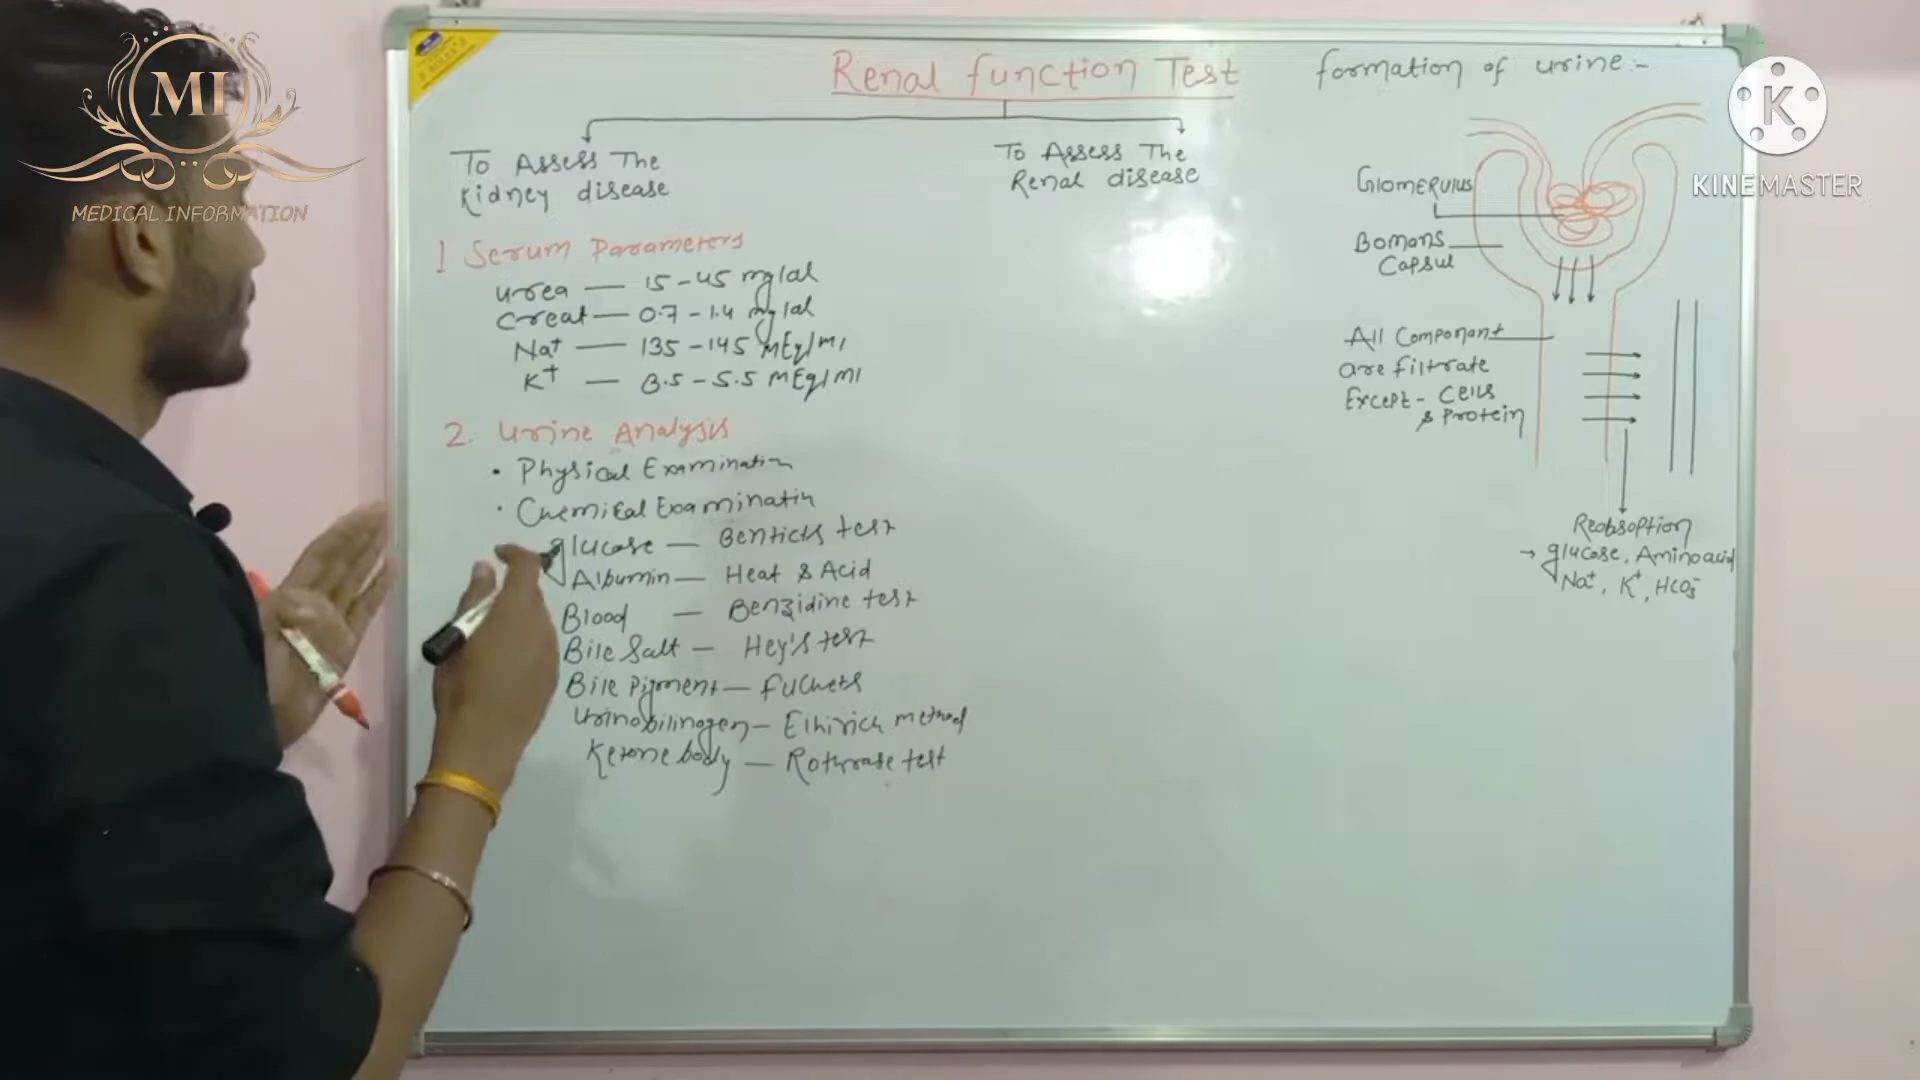 MI
MEDICAL INFORMATION
Renal function Test
To Assess The
Kidney disease
To Assess The
Renal disease
1 Serum Parameters
Urea — 15-45 mg/dl
Creat — 0.7-1.4 mg/dl
Na+ — 135-145 mEq/Ml
K+ — 3.5-5.5 mEq/Ml
2. Urine Analysis
• Physical Examination
• Chemical Examinatin
glucose — Benticts test
Albumin — Heat & Acid
Blood — Benzidine test
Bile Salt — Hey's test
Bile Pigment — fuchets
Urinobilinogen — Elhirich method
Ketone body — Rothrate test
formation of urine :-
Glomerulus
Bomans
Capsul
All Component
are filtrate
Except - Cells
& Protein
Reabsoption
→ glucose, Aminoacid
Na+, K+, HCO3-
K
KINEMASTER